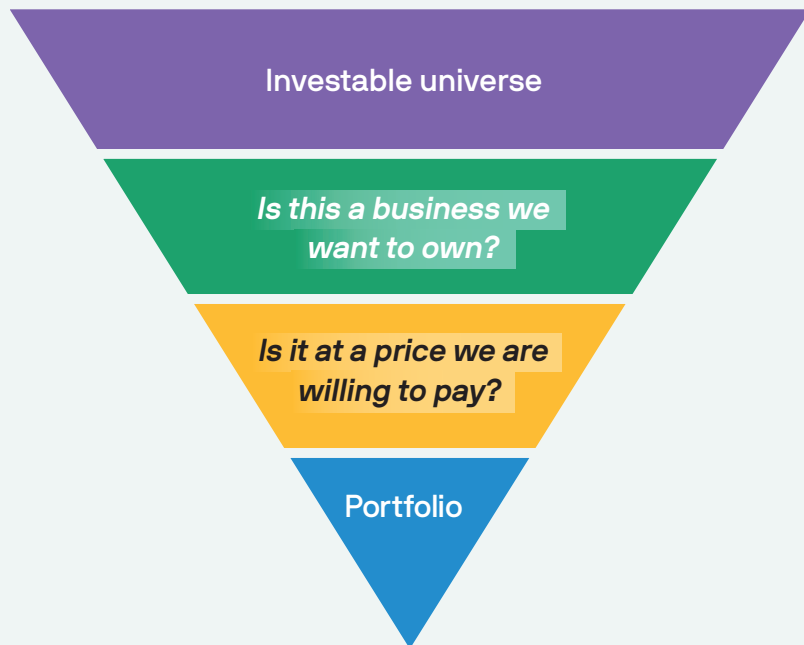 Investable universe
Is this a business we
want to own?
Is it at a price we are
willing to pay?
Portfolio